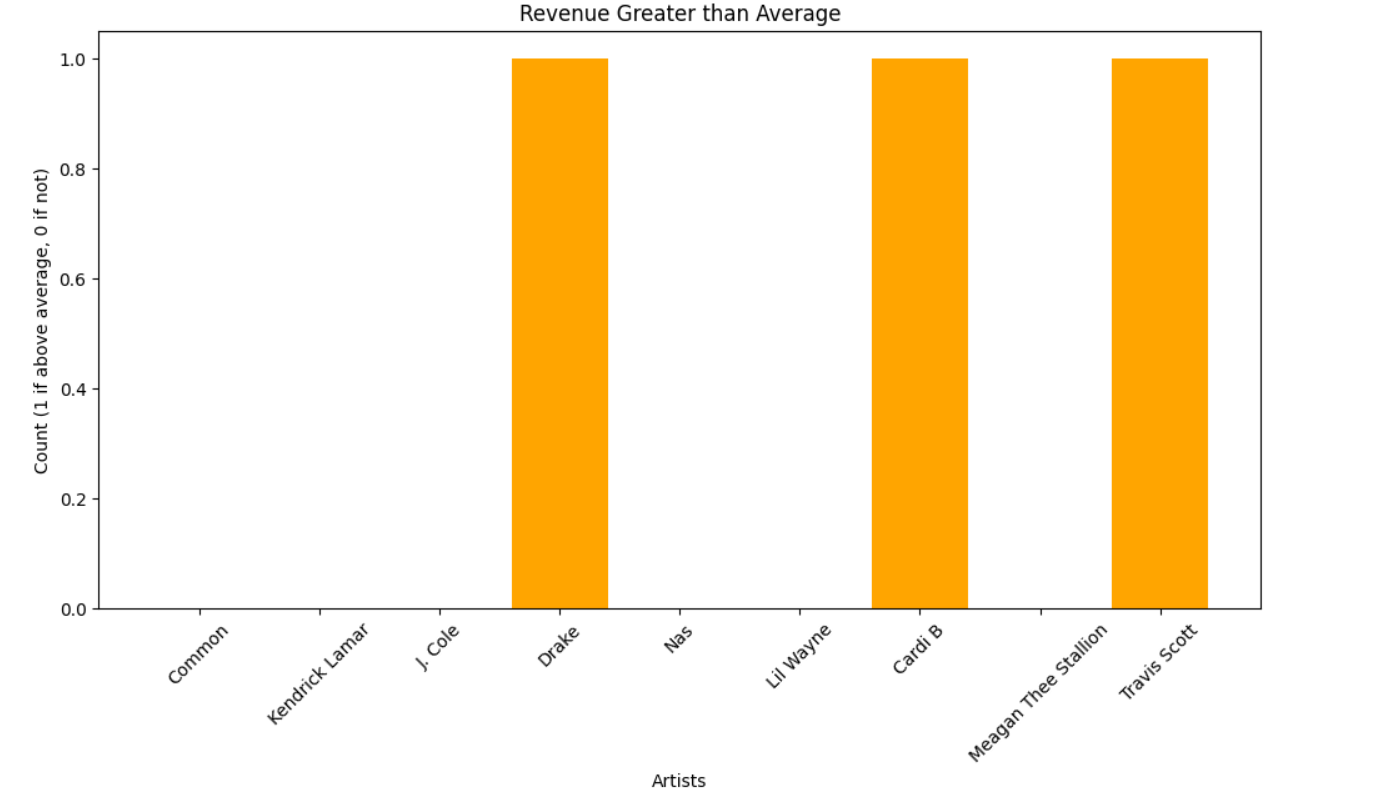 Revenue Greater than Average
Count (1 if above average, 0 if not)
1.0
0.8
0.6
0.4
0.2
0.0
Common
Kendrick Lamar
J. Cole
Drake
Nas
Lil Wayne
Cardi B
Meagan Thee Stallion
Travis Scott
Artists